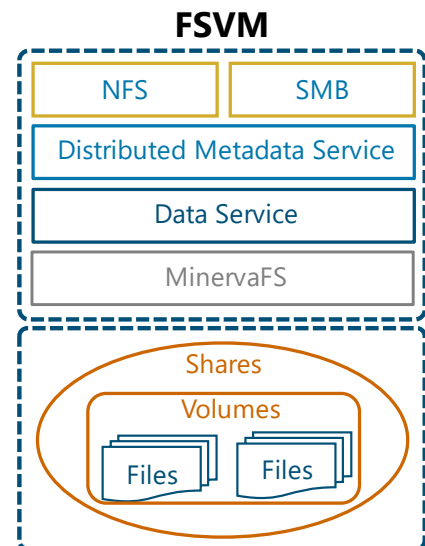 FSVM
NFS SMB
Distributed Metadata Service
Data Service
MinervaFS
Shares
Volumes
Files Files